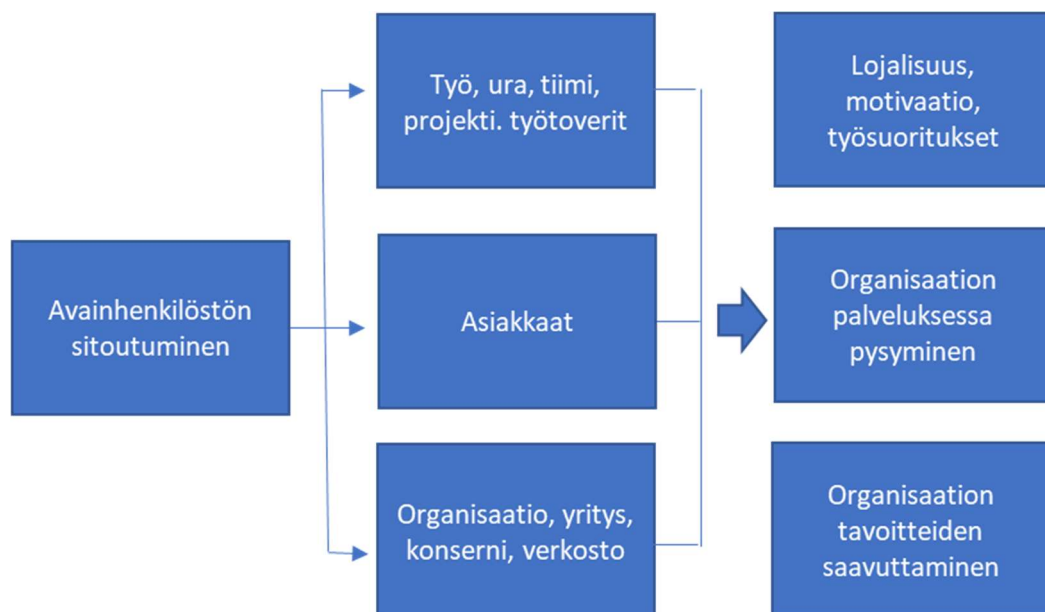 Avainhenkilöstön
sitoutuminen
Työ, ura, tiimi,
projekti. työtoverit
Asiakkaat
Organisaatio, yritys,
konserni, verkosto
Lojalisuus,
motivaatio,
työsuoritukset
Organisaation
palveluksessa
pysyminen
Organisaation
tavoitteiden
saavuttaminen